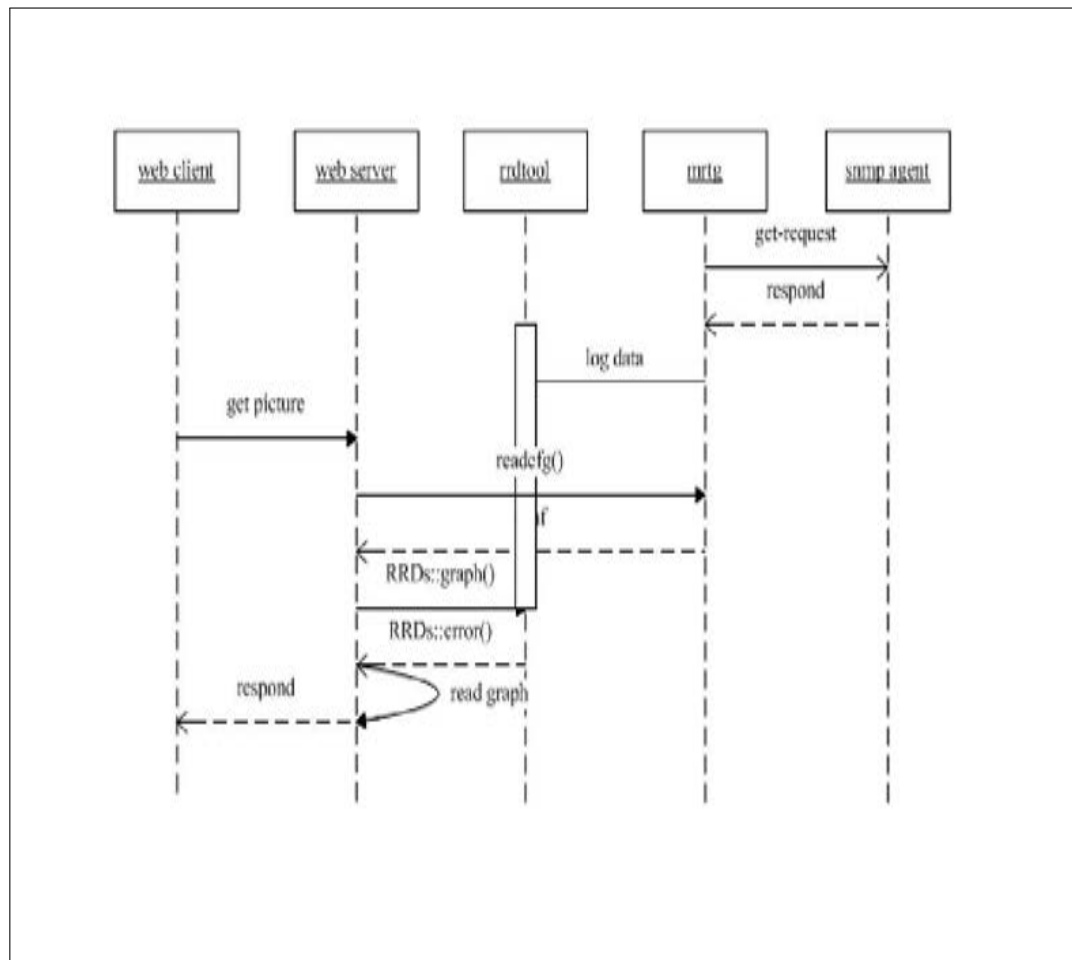 web client
web server
rrdtool
mrtg
snmp agent
get-request
respond
log data
get picture
readcfg()
RRDs::graph()
RRDs::error()
respond
read graph